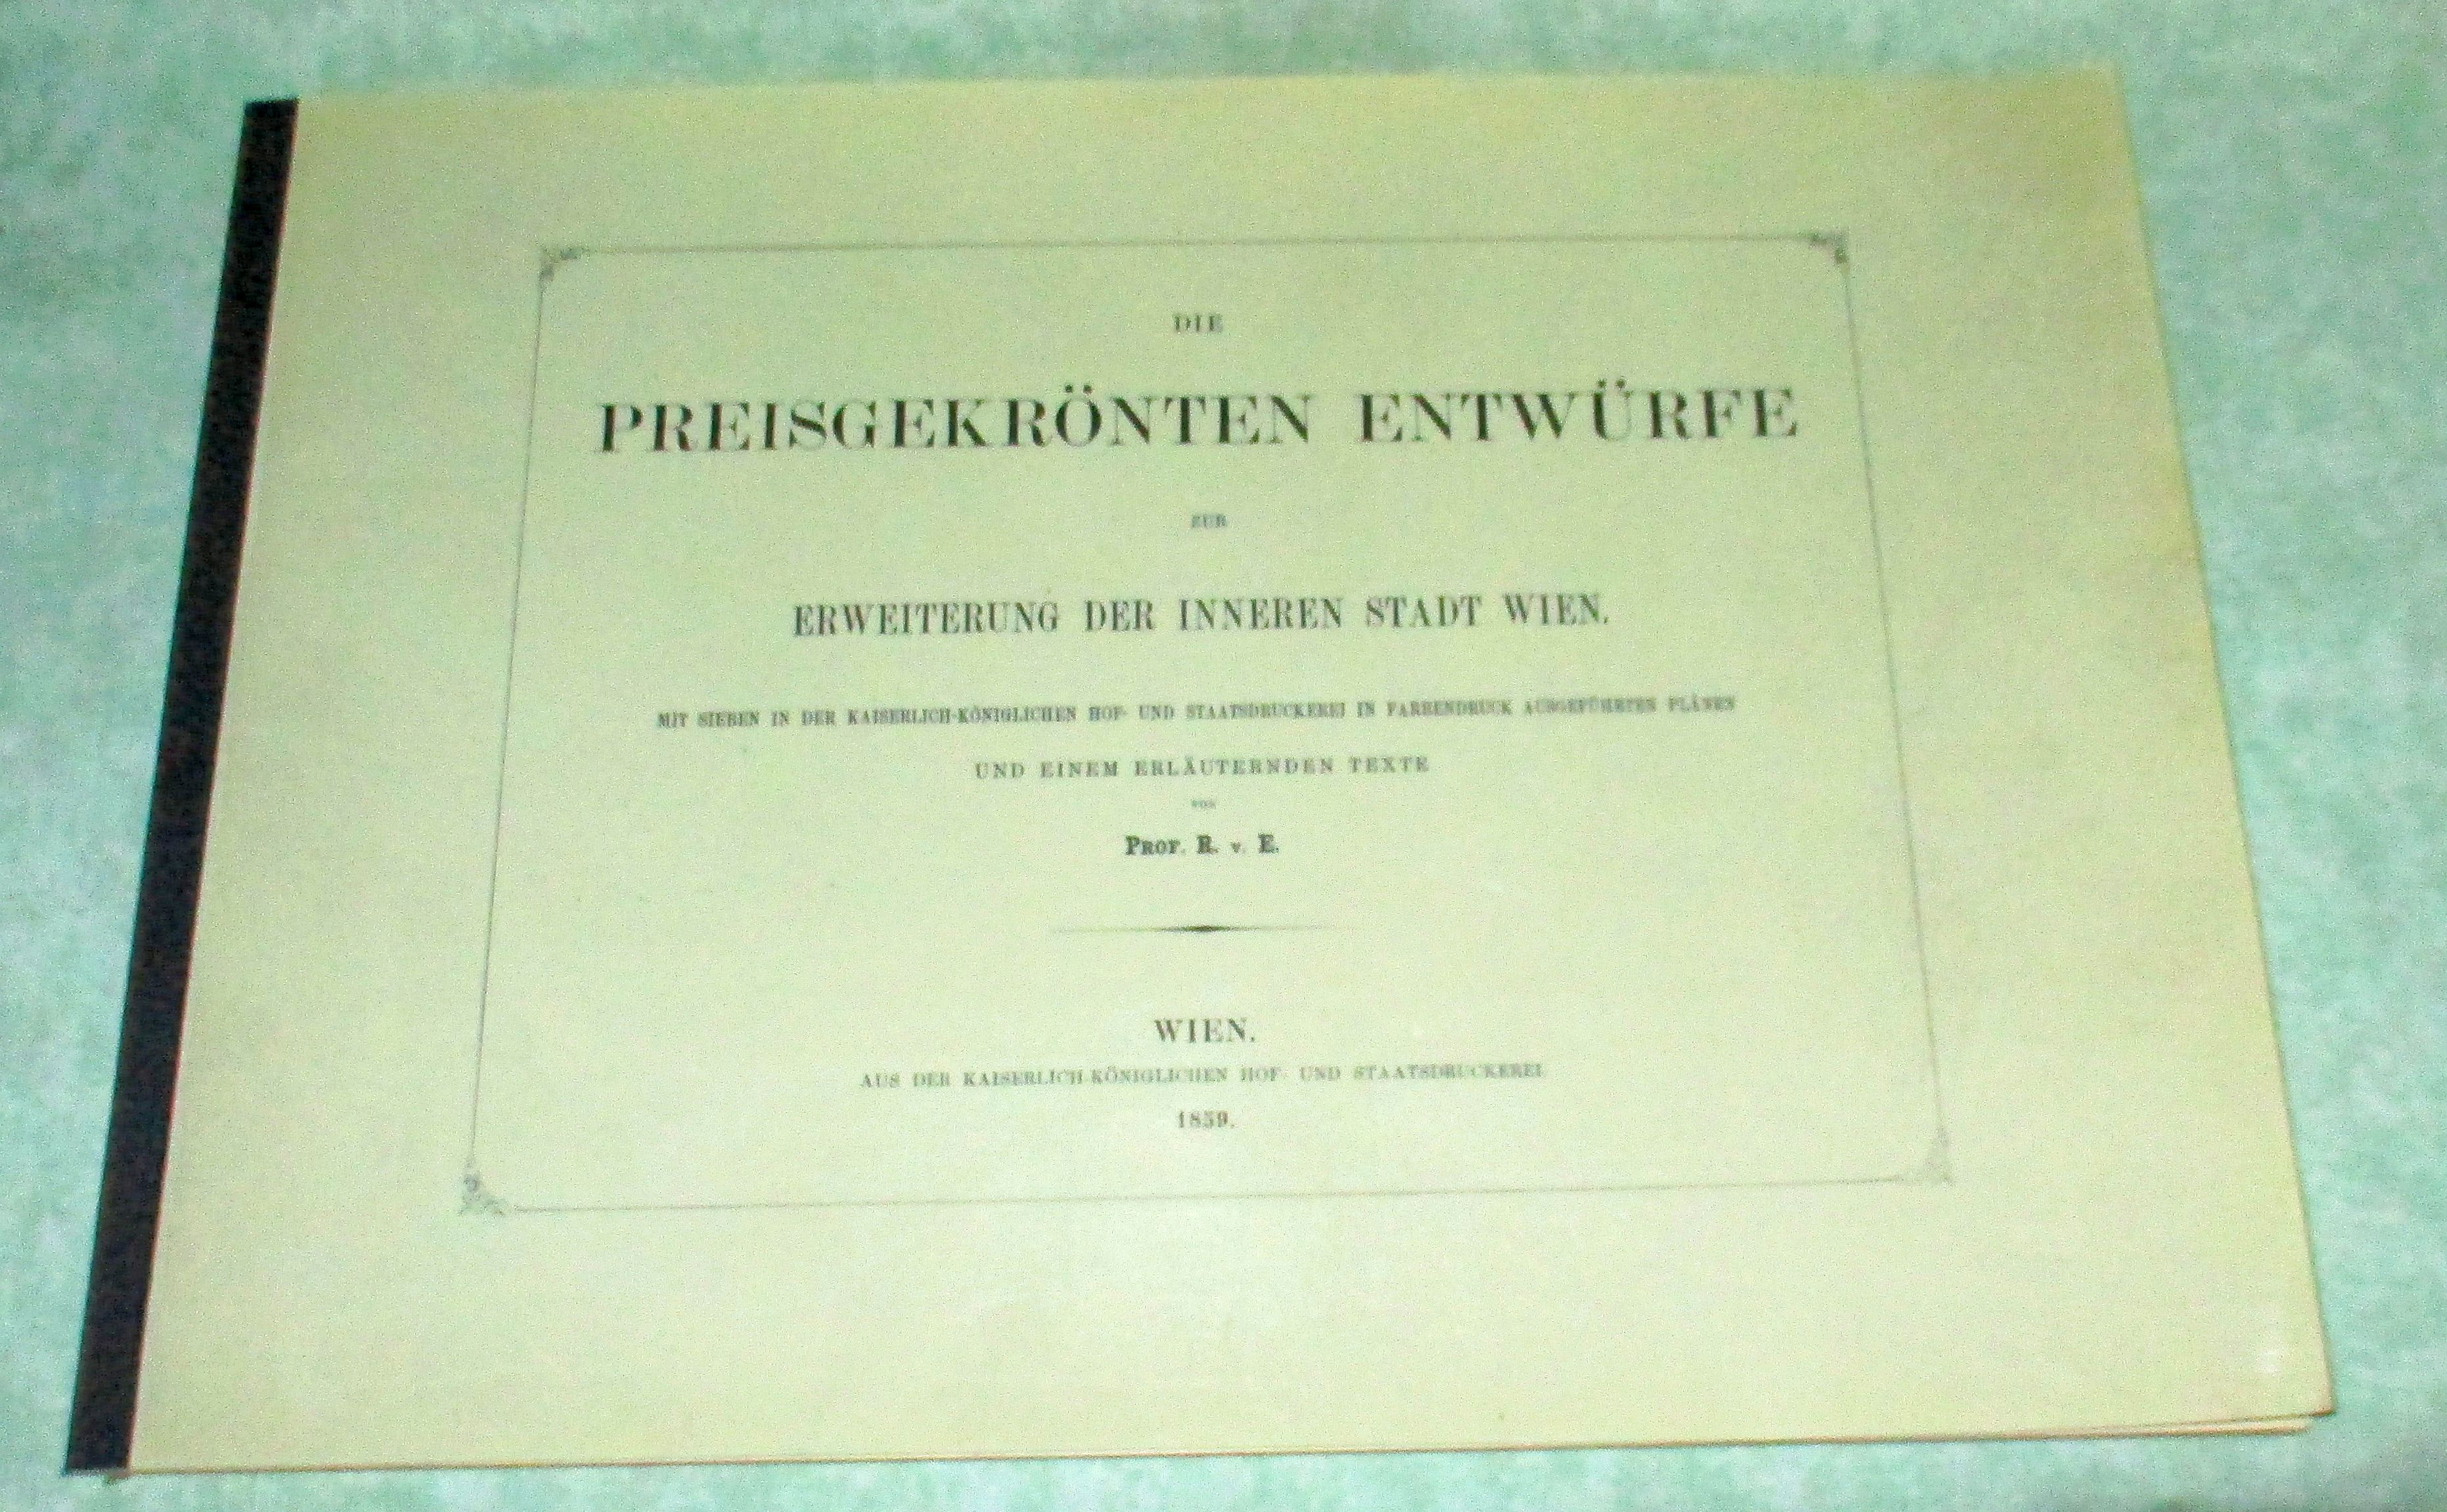 DIE
PREISGEKRÖNTEN ENTWÜRFE
ZUR
ERWEITERUNG DER INNEREN STADT WIEN.
MIT SIEBEN IN DER KAISERLICH-KÖNIGLICHEN HOF- UND STAATSDRUCKEREI IN FARBENDRUCK AUSGEFÜHRTEN PLÄNEN
UND EINEM ERLÄUTERNDEN TEXTE
VON
PROF. R. v. E.
WIEN.
AUS DER KAISERLICH-KÖNIGLICHEN HOF- UND STAATSDRUCKEREI.
1859.